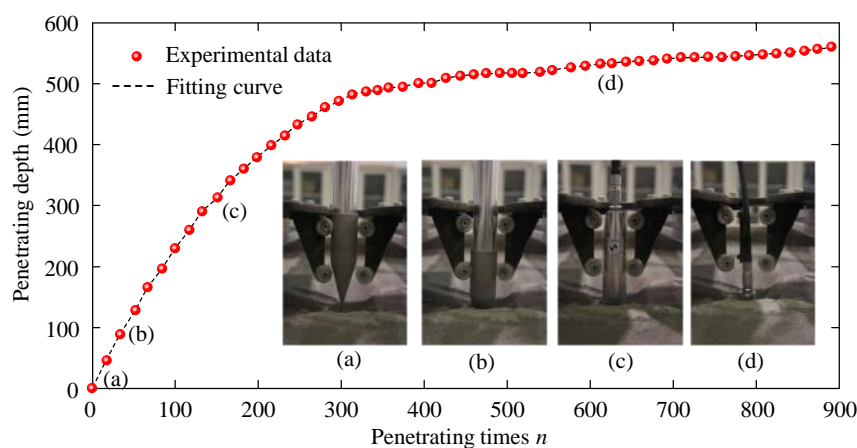 600
500
400
300
200
100
0
Penetrating depth (mm)
Experimental data
Fitting curve
(a)
(b)
(c)
(d)
(a)
(b)
(c)
(d)
0
100
200
300
400
500
600
700
800
900
Penetrating times n